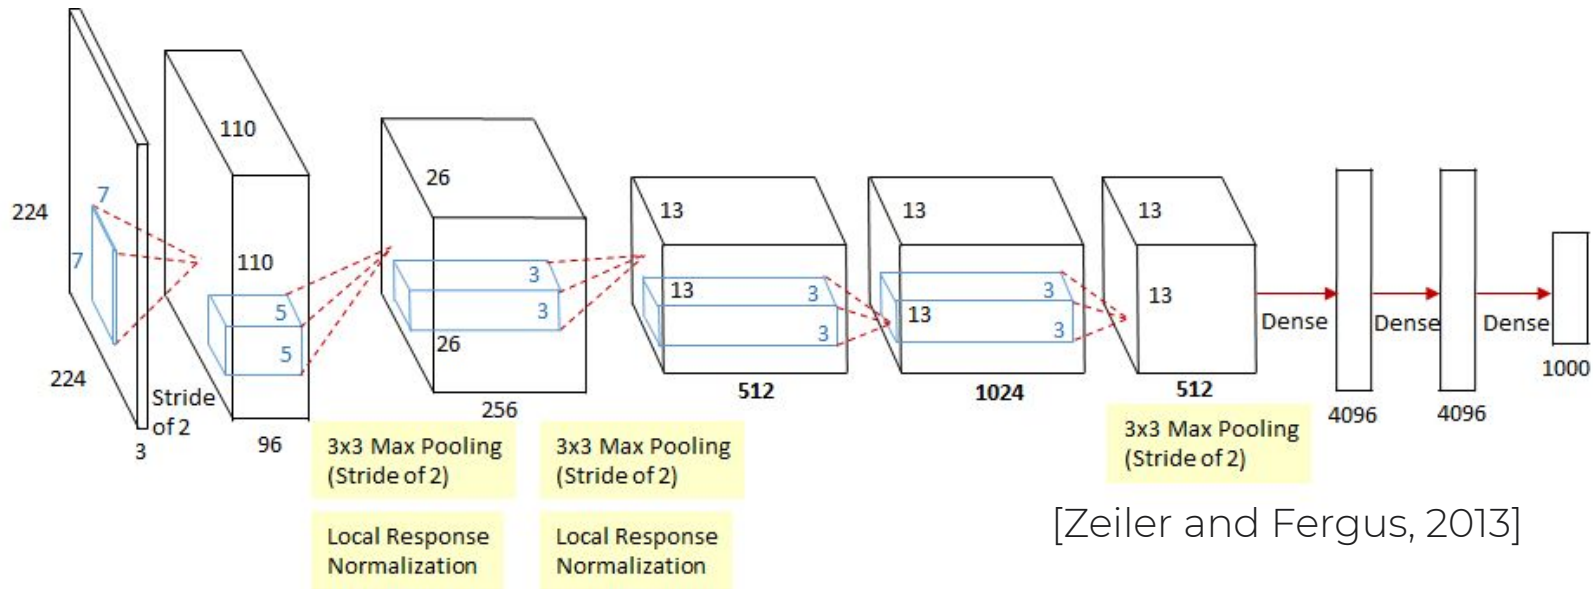 224
7
7
224
3
Stride
of 2
110
110
5
5
96
3x3 Max Pooling
(Stride of 2)
Local Response
Normalization
26
3
3
26
256
3x3 Max Pooling
(Stride of 2)
Local Response
Normalization
13
13
3
3
512
13
13
3
3
1024
13
13
512
3x3 Max Pooling
(Stride of 2)
Dense
4096
Dense
4096
Dense
1000
[Zeiler and Fergus, 2013]